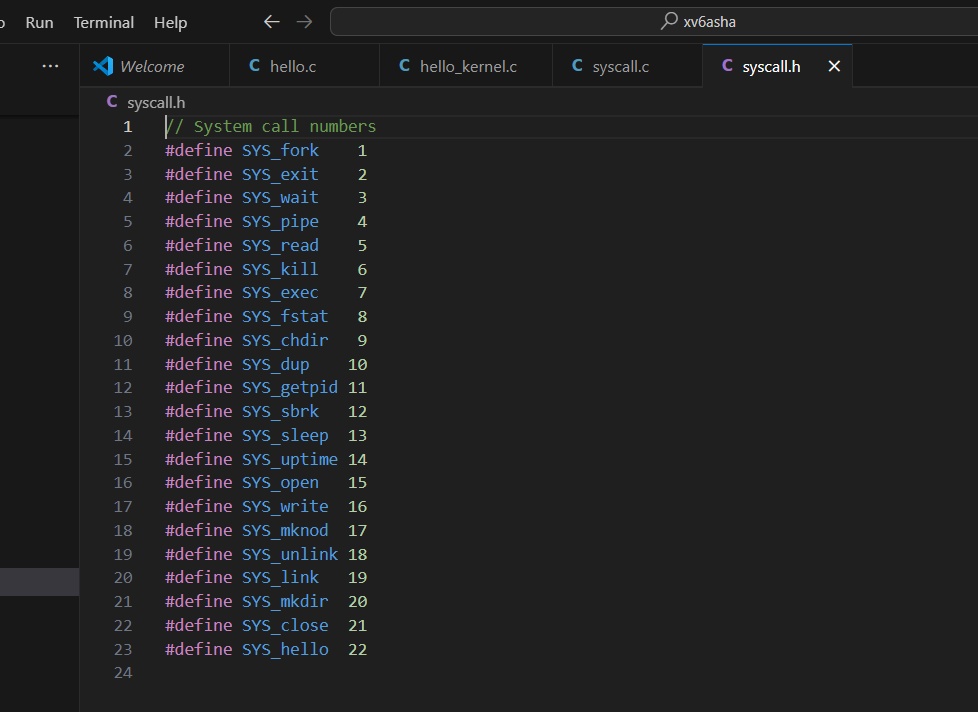 Run Terminal Help xv6asha
Welcome hello.c hello_kernel.c syscall.c syscall.h
syscall.h
1 // System call numbers
2 #define SYS_fork    1
3 #define SYS_exit    2
4 #define SYS_wait    3
5 #define SYS_pipe    4
6 #define SYS_read    5
7 #define SYS_kill    6
8 #define SYS_exec    7
9 #define SYS_fstat   8
10 #define SYS_chdir   9
11 #define SYS_dup    10
12 #define SYS_getpid 11
13 #define SYS_sbrk   12
14 #define SYS_sleep  13
15 #define SYS_uptime 14
16 #define SYS_open   15
17 #define SYS_write  16
18 #define SYS_mknod  17
19 #define SYS_unlink 18
20 #define SYS_link   19
21 #define SYS_mkdir  20
22 #define SYS_close  21
23 #define SYS_hello  22
24